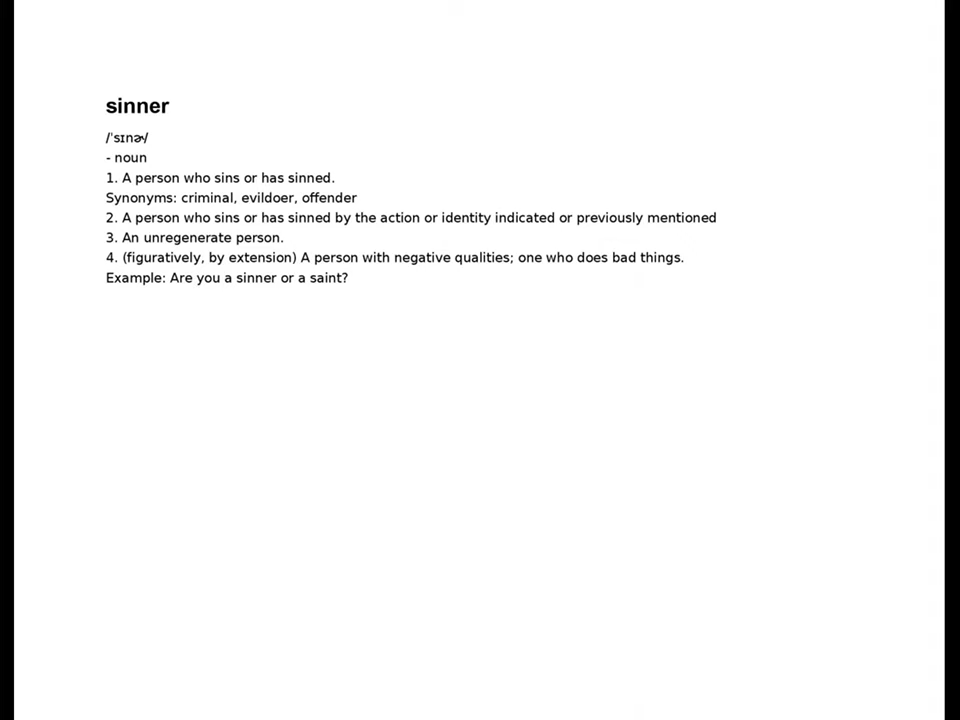 sinner
/ˈsɪnɚ/
- noun
1. A person who sins or has sinned.
Synonyms: criminal, evildoer, offender
2. A person who sins or has sinned by the action or identity indicated or previously mentioned
3. An unregenerate person.
4. (figuratively, by extension) A person with negative qualities; one who does bad things.
Example: Are you a sinner or a saint?